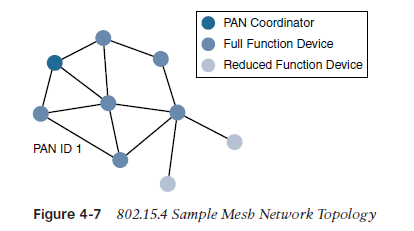 PAN Coordinator
Full Function Device
Reduced Function Device
PAN ID 1
Figure 4-7 802.15.4 Sample Mesh Network Topology